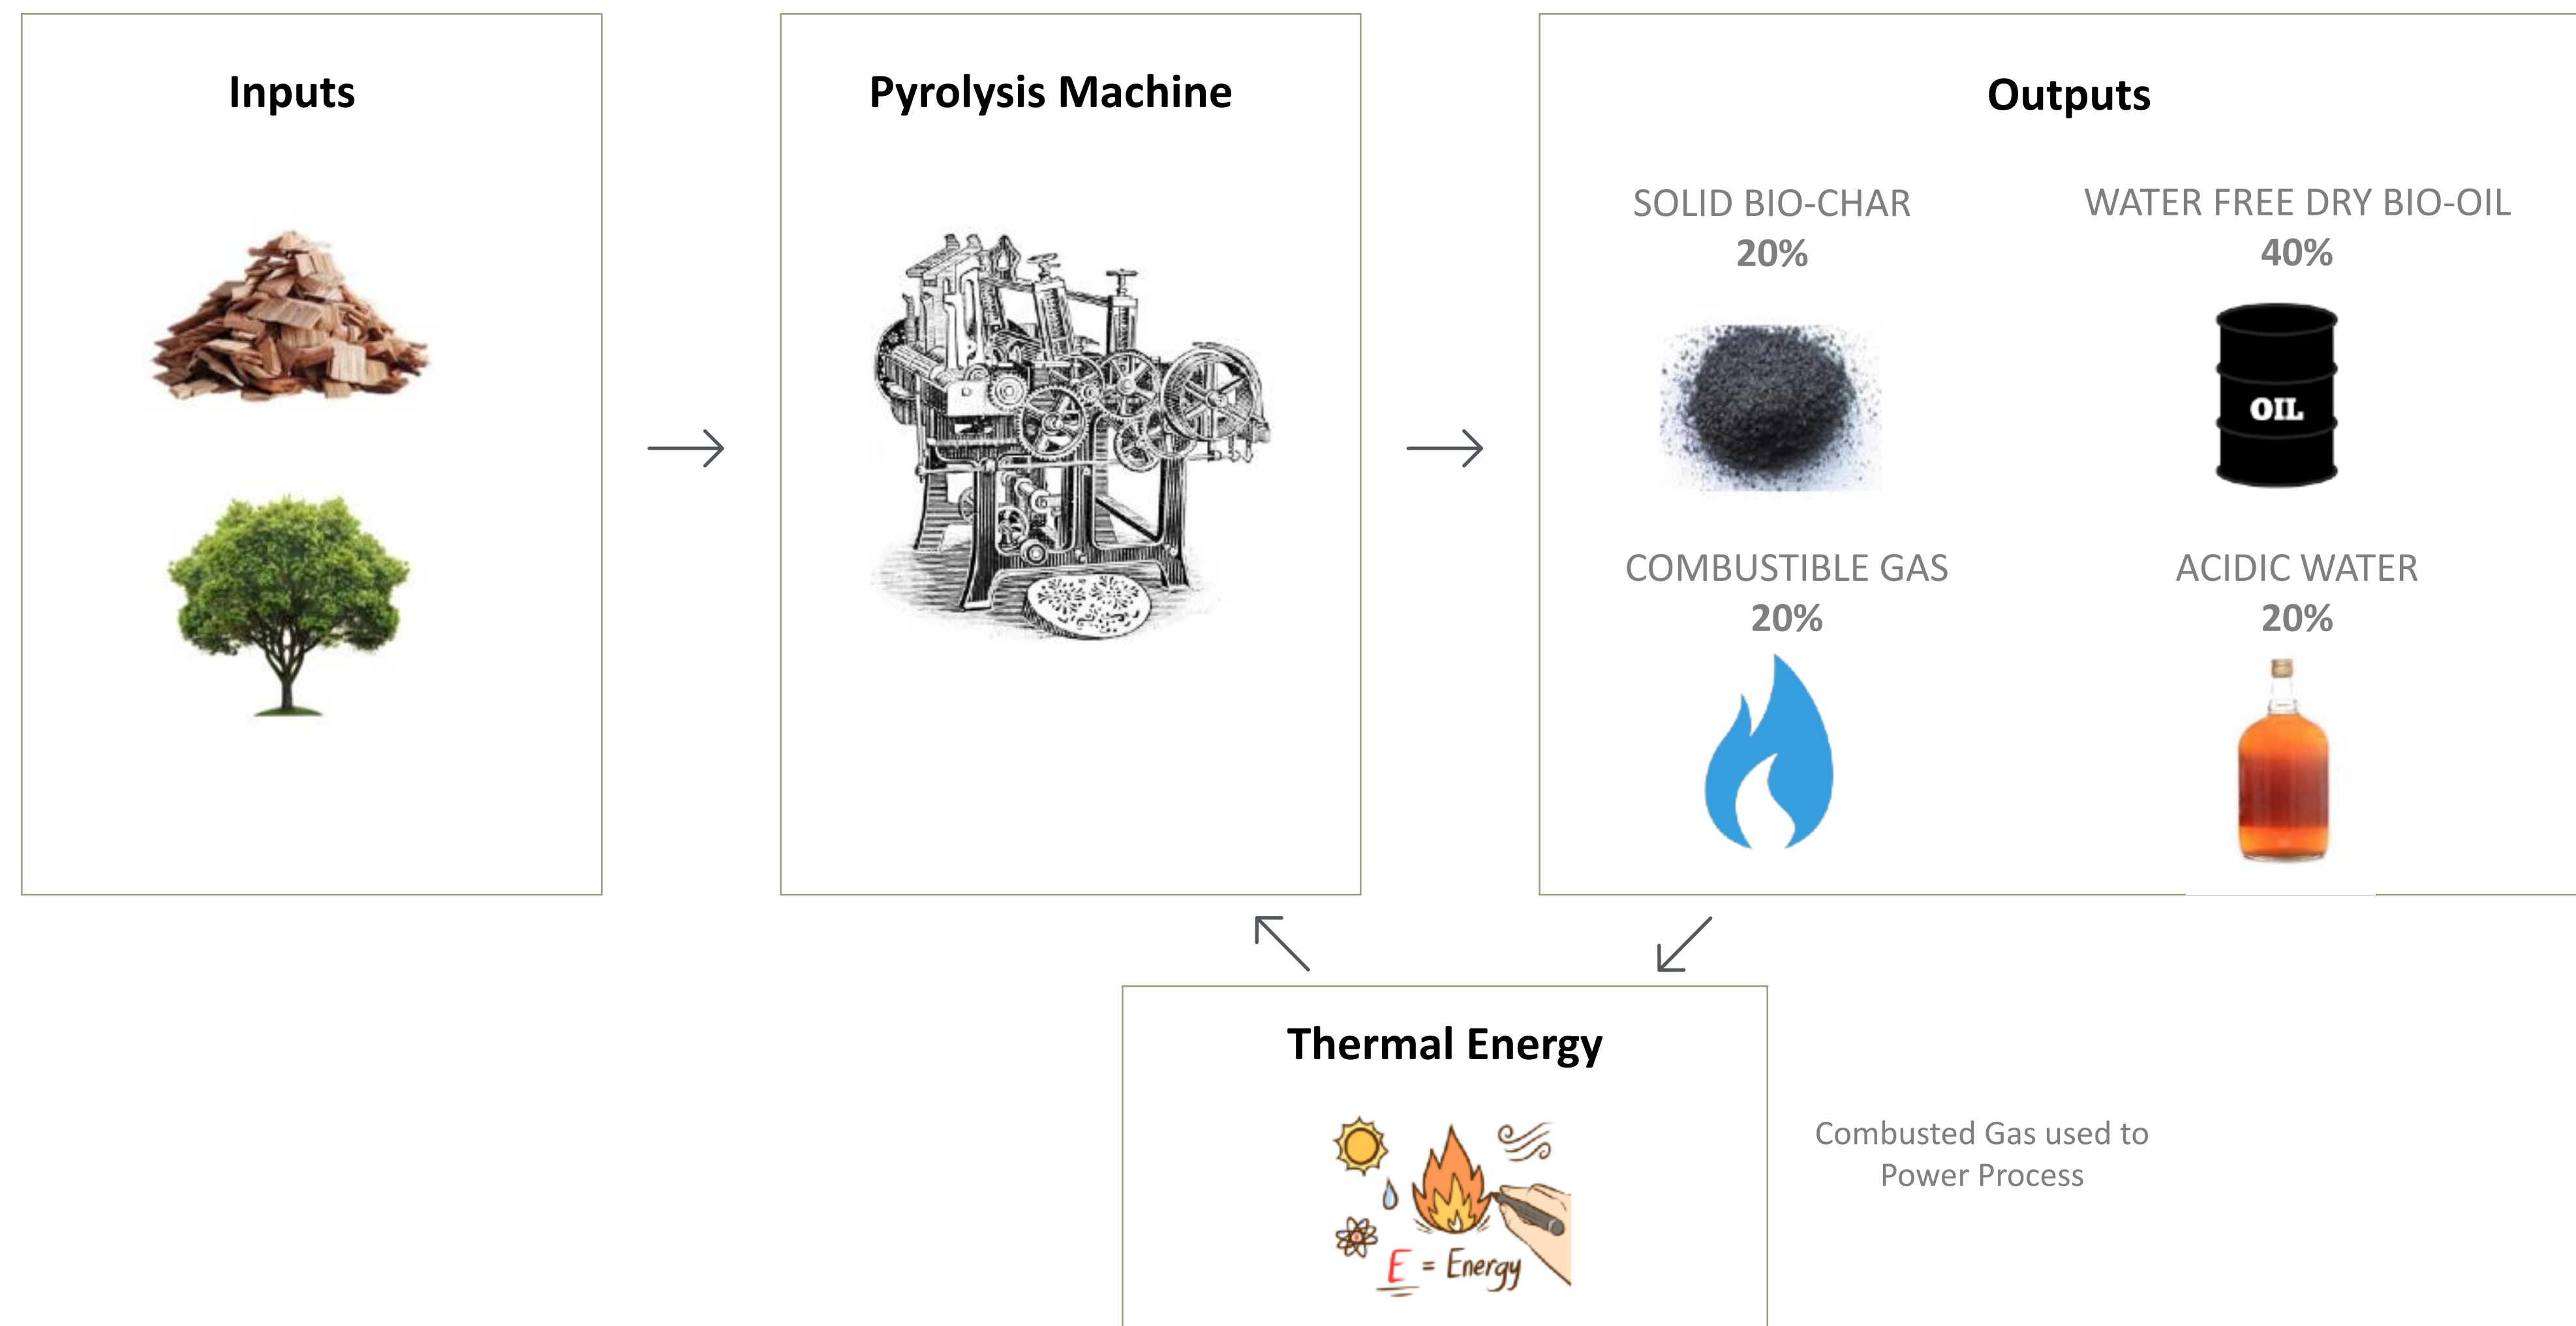 Inputs
Pyrolysis Machine
Outputs
SOLID BIO-CHAR
20%
WATER FREE DRY BIO-OIL
40%
OIL
COMBUSTIBLE GAS
20%
ACIDIC WATER
20%
Thermal Energy
E = Energy
Combusted Gas used to
Power Process